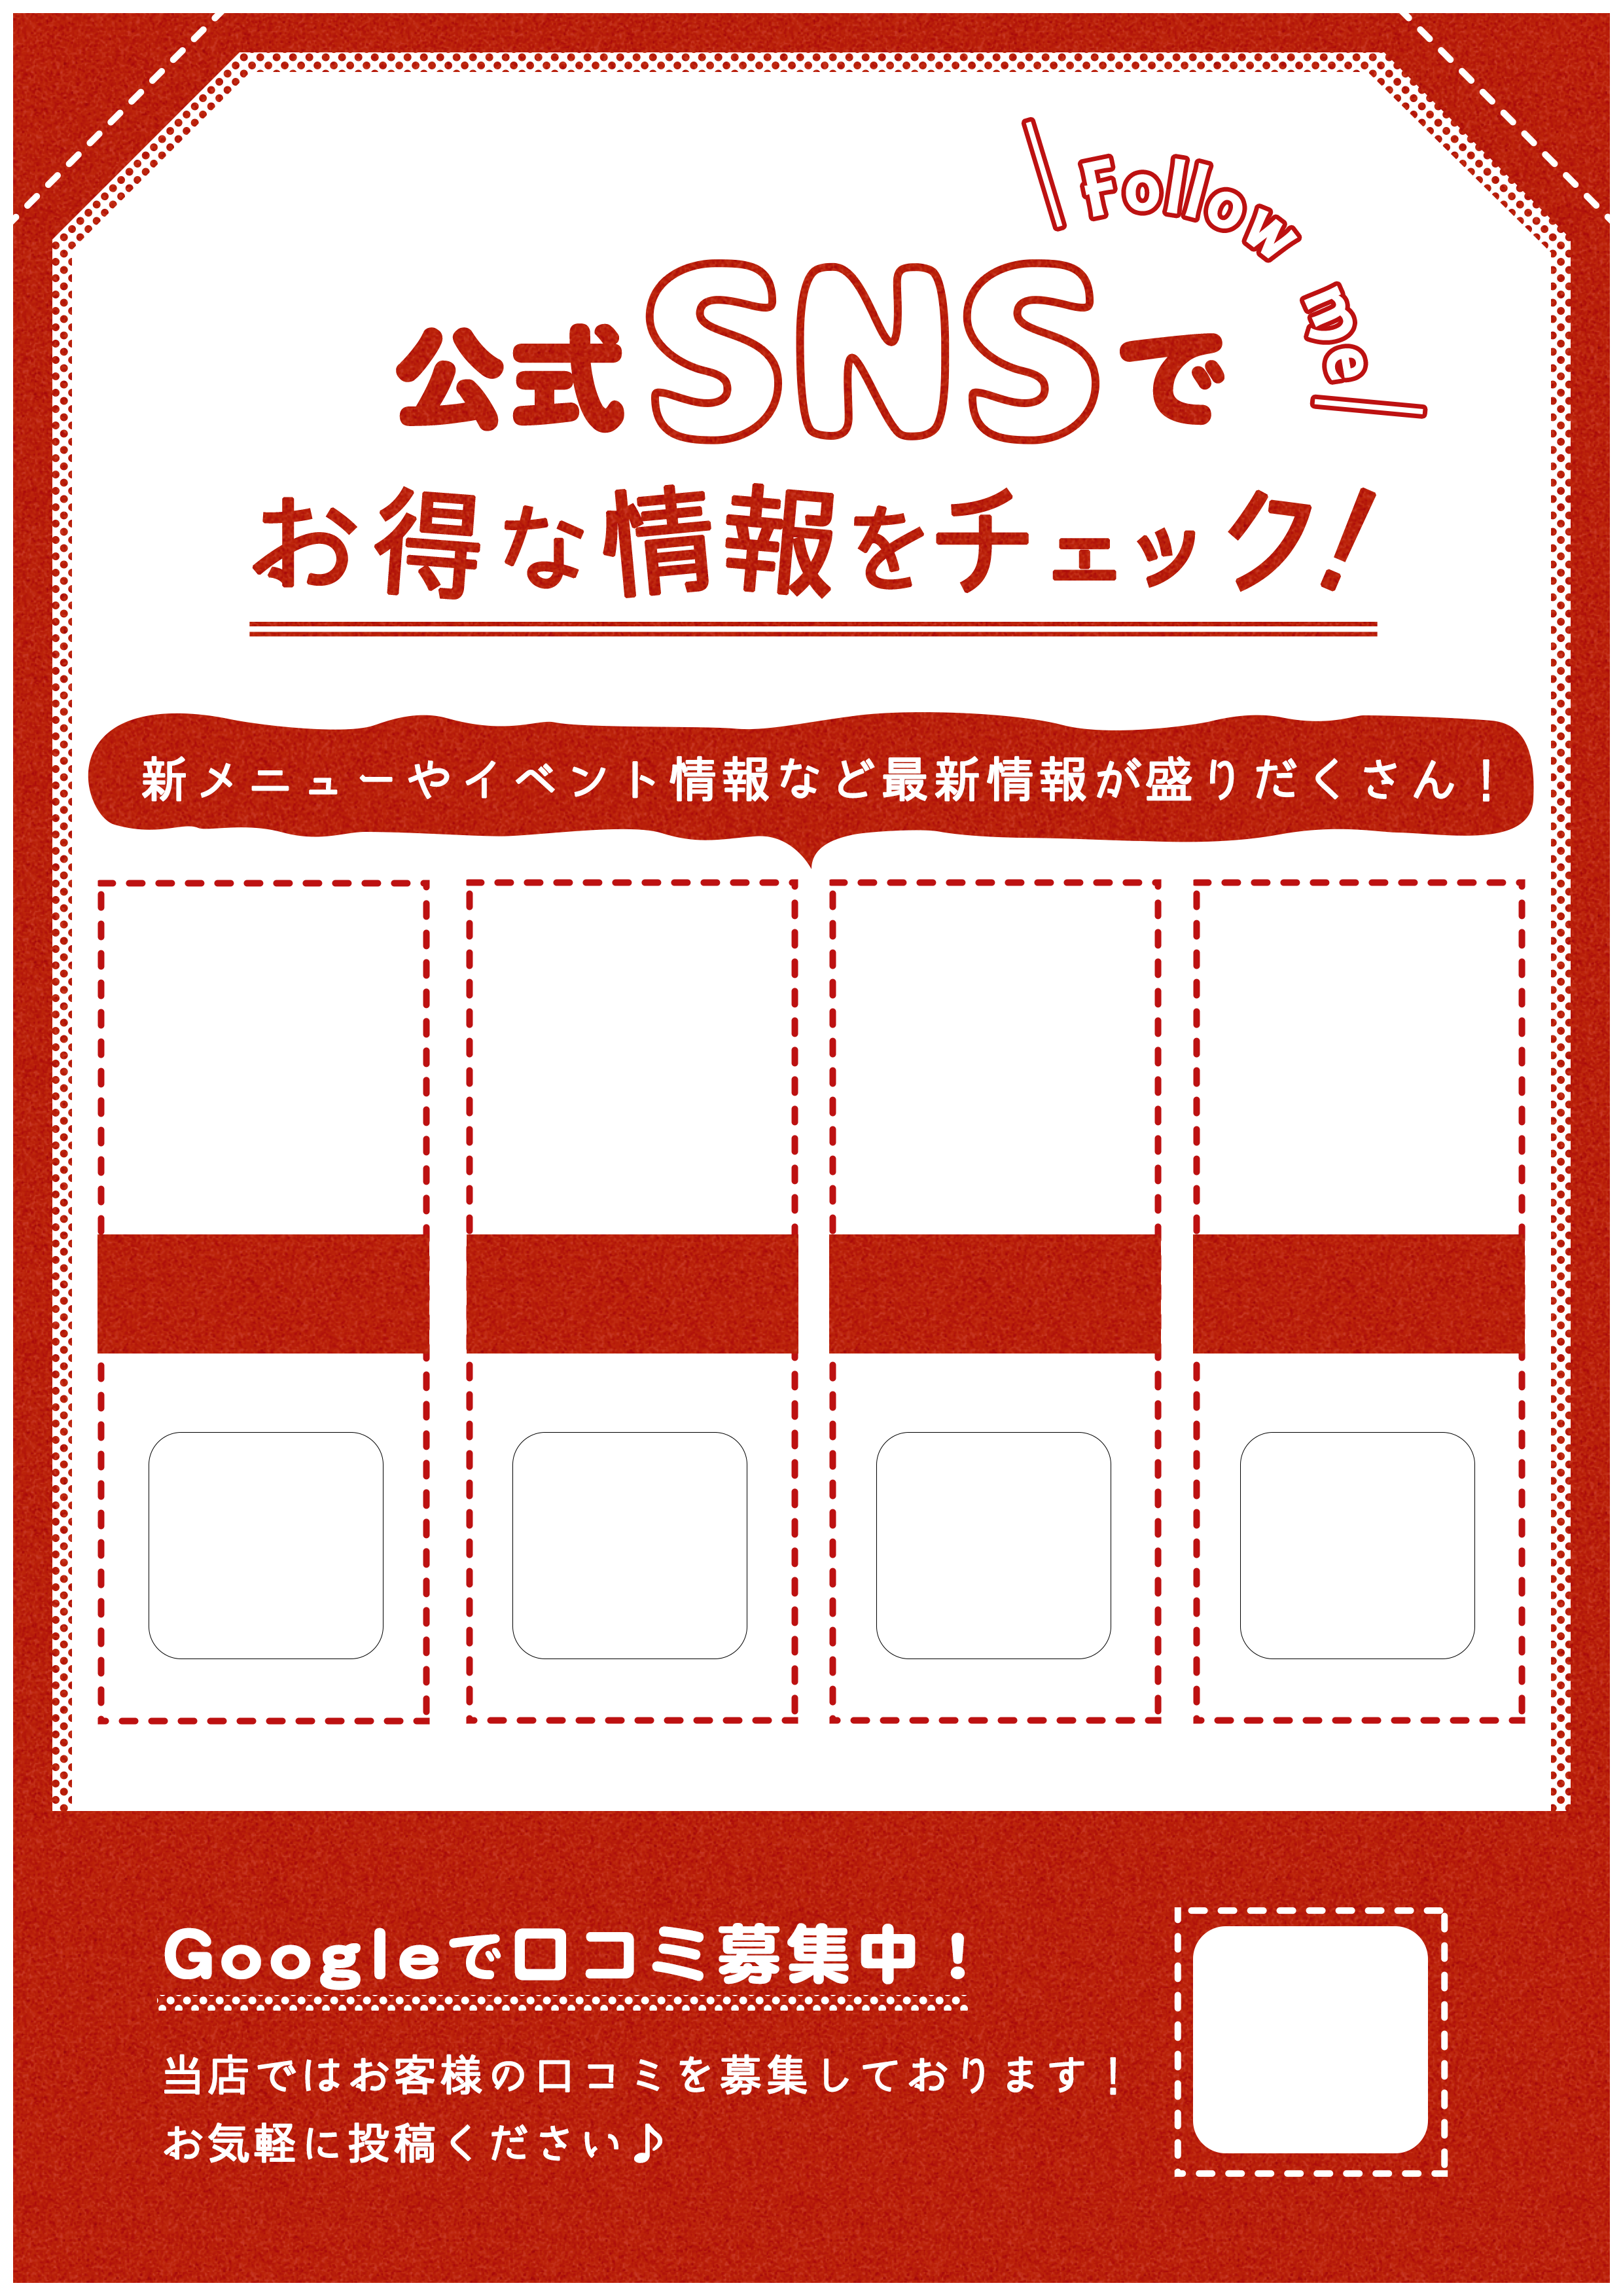 Follow me
公式SNSで
お得な情報をチェック!
新メニューやイベント情報など最新情報が盛りだくさん！
Googleで口コミ募集中！
当店ではお客様の口コミを募集しております！
お気軽に投稿ください♪